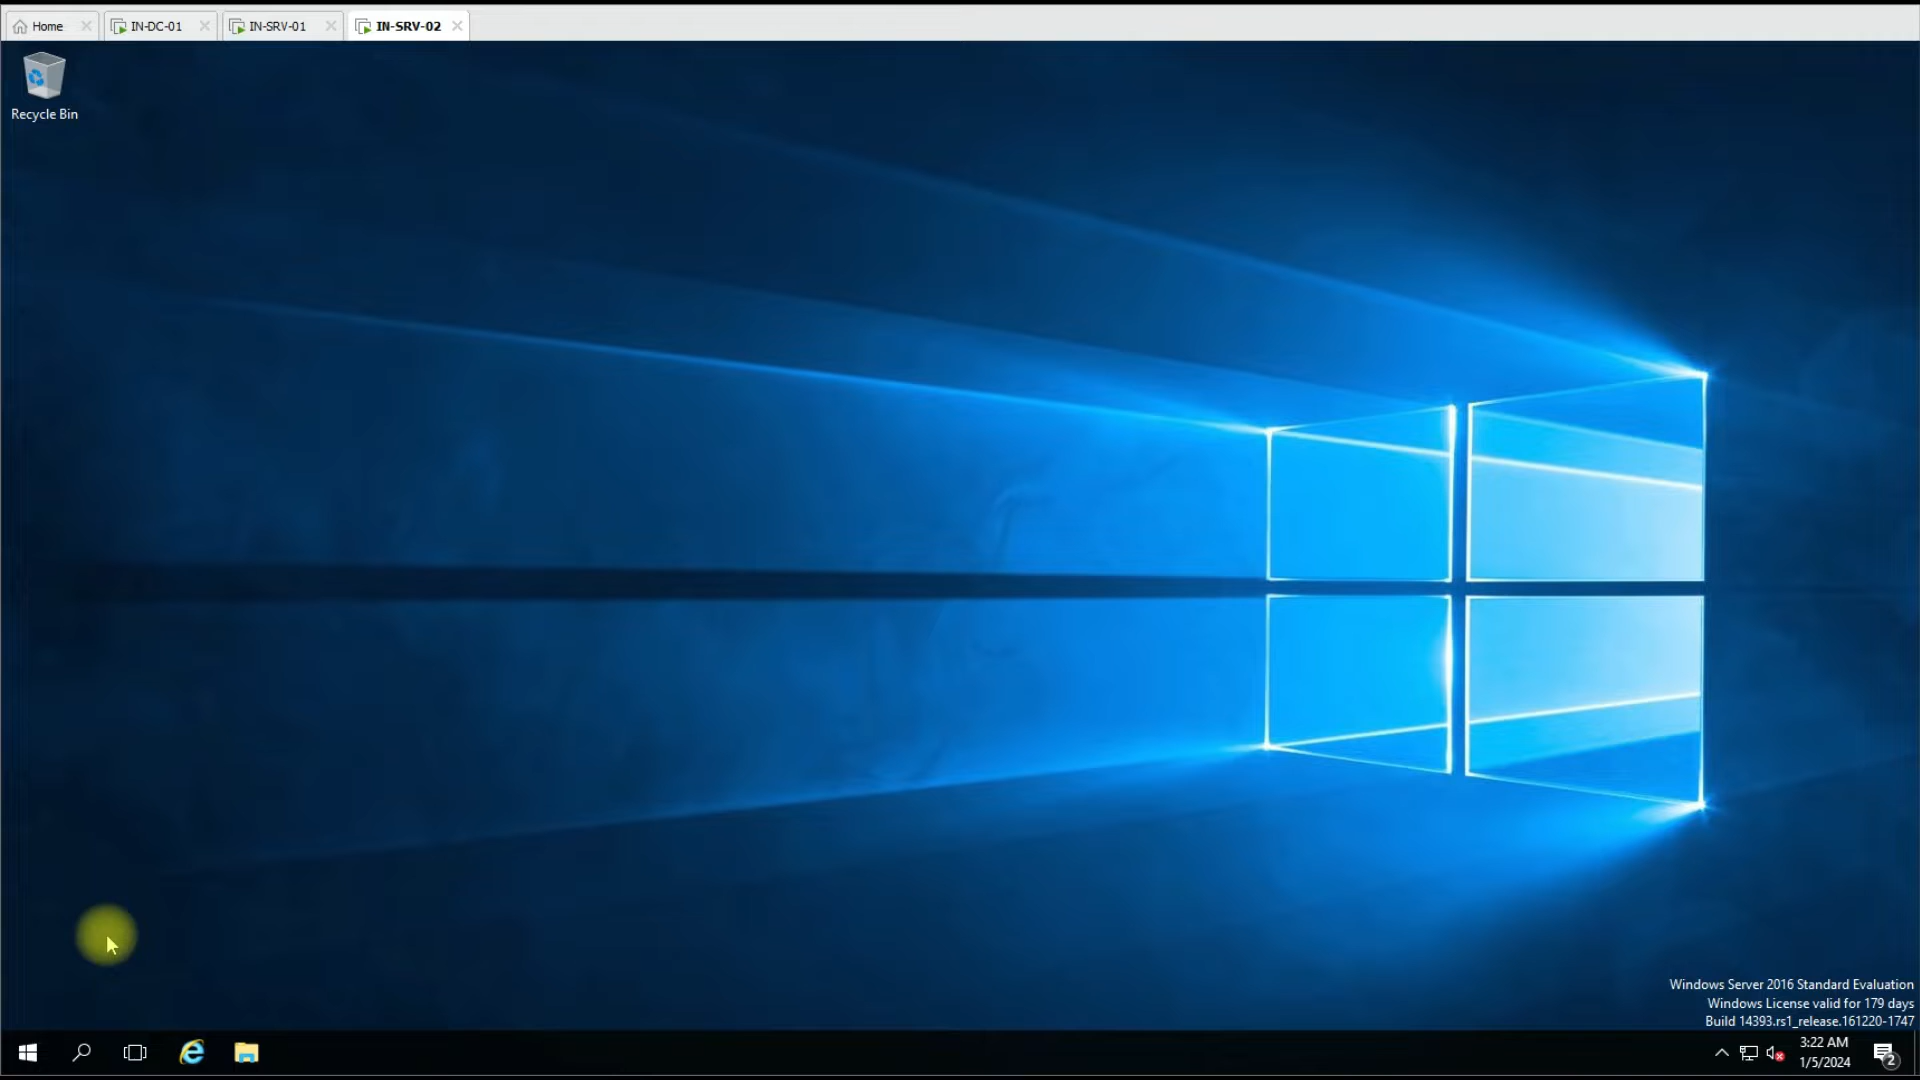 Home
IN-DC-01
IN-SRV-01
IN-SRV-02
Recycle Bin
Windows Server 2016 Standard Evaluation
Windows License valid for 179 days
Build 14393.rs1_release.161220-1747
3:22 AM
1/5/2024
2